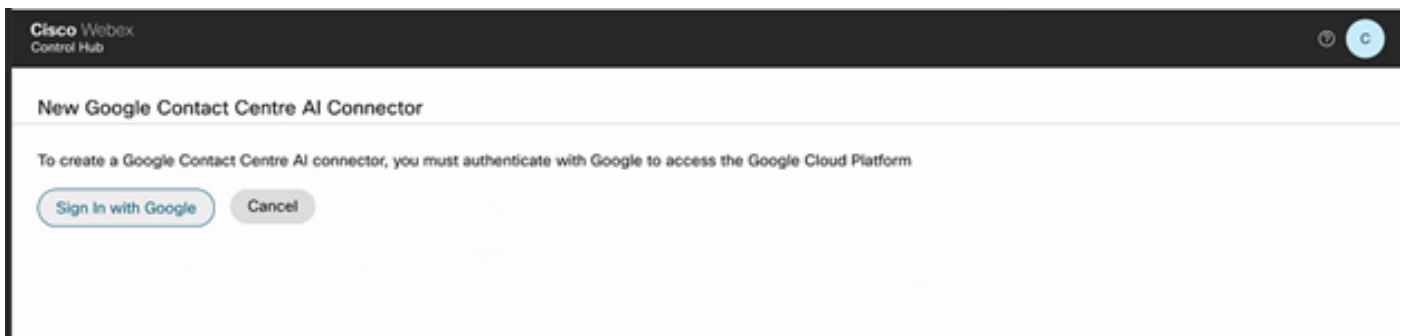 Cisco Webex
Control Hub
?
C
New Google Contact Centre AI Connector
To create a Google Contact Centre AI connector, you must authenticate with Google to access the Google Cloud Platform
Sign In with Google
Cancel